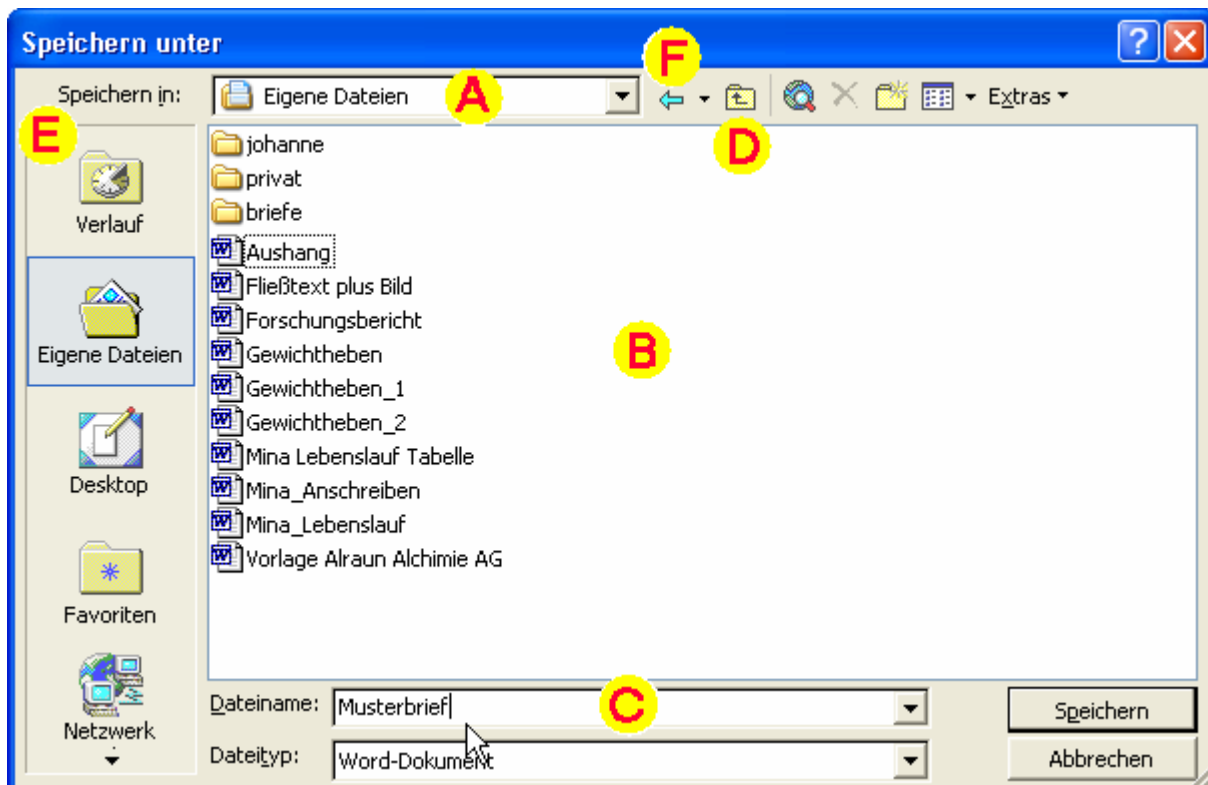 Speichern unter
F
Speichern in: Eigene Dateien A Extras
E
D
Verlauf
Eigene Dateien
Desktop
Favoriten
Netzwerk
johanne
privat
briefe
Aushang
Fließtext plus Bild
Forschungsbericht
Gewichtheben
Gewichtheben_1
Gewichtheben_2
Mina Lebenslauf Tabelle
Mina_Anschreiben
Mina_Lebenslauf
Vorlage Alraun Alchimie AG
B
Dateiname: Musterbrief C Speichern
Dateityp: Word-Dokument Abbrechen